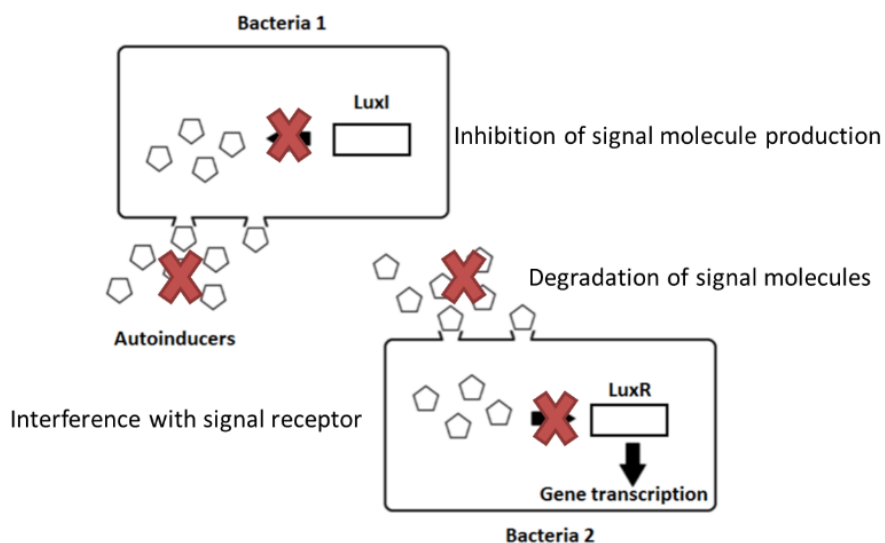 Bacteria 1
LuxI
Inhibition of signal molecule production
Degradation of signal molecules
Autoinducers
LuxR
Interference with signal receptor
Gene transcription
Bacteria 2